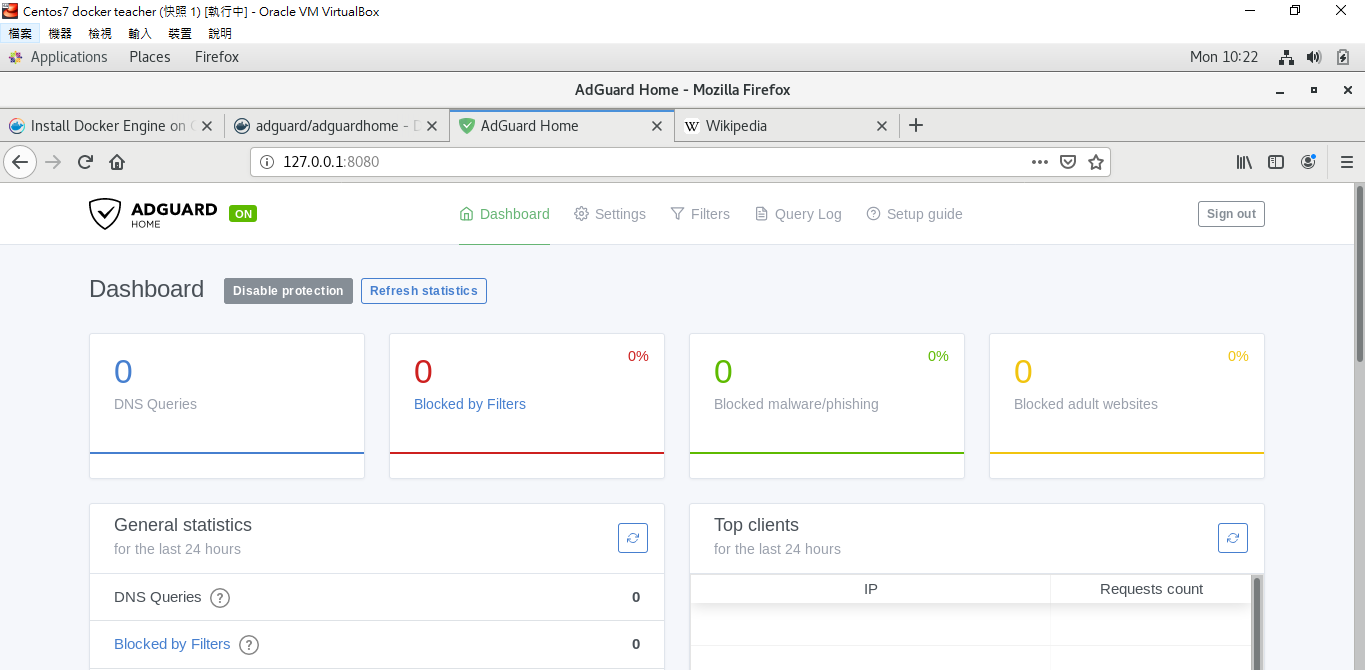 Centos7 docker teacher (快照 1) [執行中] - Oracle VM VirtualBox
檔案 機器 檢視 輸入 裝置 說明
Applications Places Firefox Mon 10:22
AdGuard Home - Mozilla Firefox
Install Docker Engine on C adguard/adguardhome - D AdGuard Home W Wikipedia
127.0.0.1:8080
ADGUARD HOME ON Dashboard Settings Filters Query Log Setup guide Sign out
Dashboard Disable protection Refresh statistics
0
DNS Queries
0 0%
Blocked by Filters
0 0%
Blocked malware/phishing
0 0%
Blocked adult websites
General statistics
for the last 24 hours
DNS Queries ? 0
Blocked by Filters ? 0
Top clients
for the last 24 hours
IP Requests count